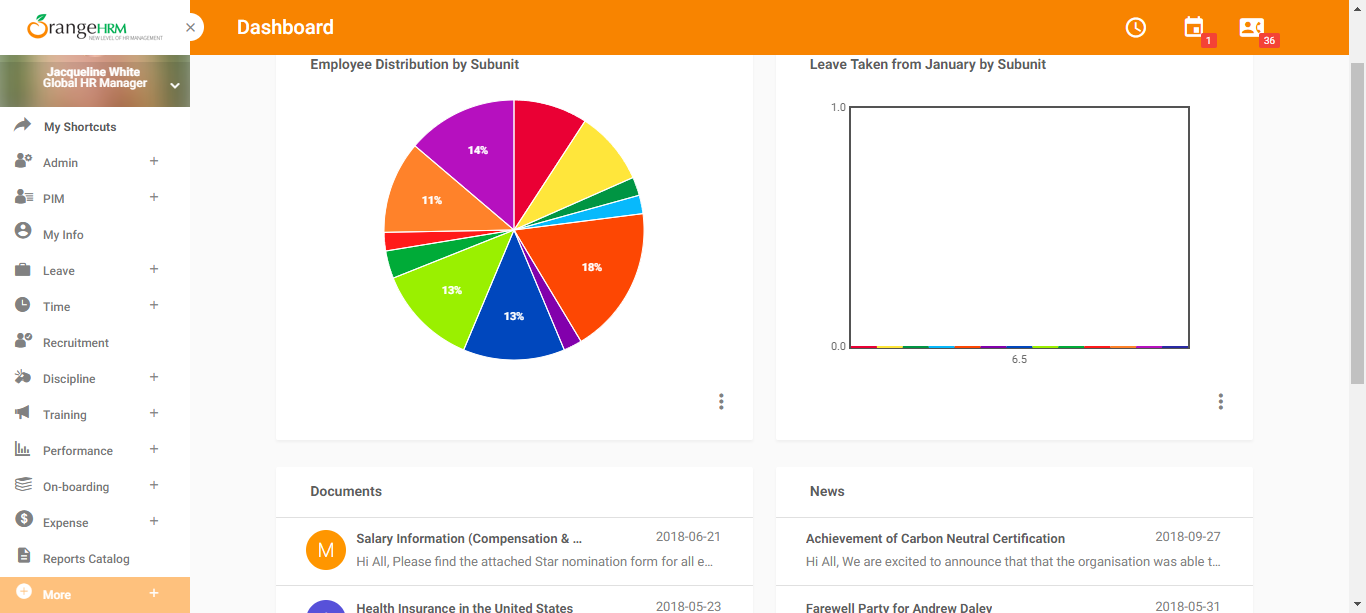 OrangeHRM
NEW LEVEL OF HR MANAGEMENT
Dashboard
1
36
Jacqueline White
Global HR Manager
My Shortcuts
Admin +
PIM +
My Info
Leave +
Time +
Recruitment
Discipline +
Training +
Performance +
On-boarding +
Expense +
Reports Catalog
More +
Employee Distribution by Subunit
14%
11%
18%
13%
13%
Leave Taken from January by Subunit
1.0
0.0
6.5
Documents
M
Salary Information (Compensation & ... 2018-06-21
Hi All, Please find the attached Star nomination form for all e...
Health Insurance in the United States 2018-05-23
News
Achievement of Carbon Neutral Certification 2018-09-27
Hi All, We are excited to announce that that the organisation was able t...
Farewell Party for Andrew Daley 2018-05-31